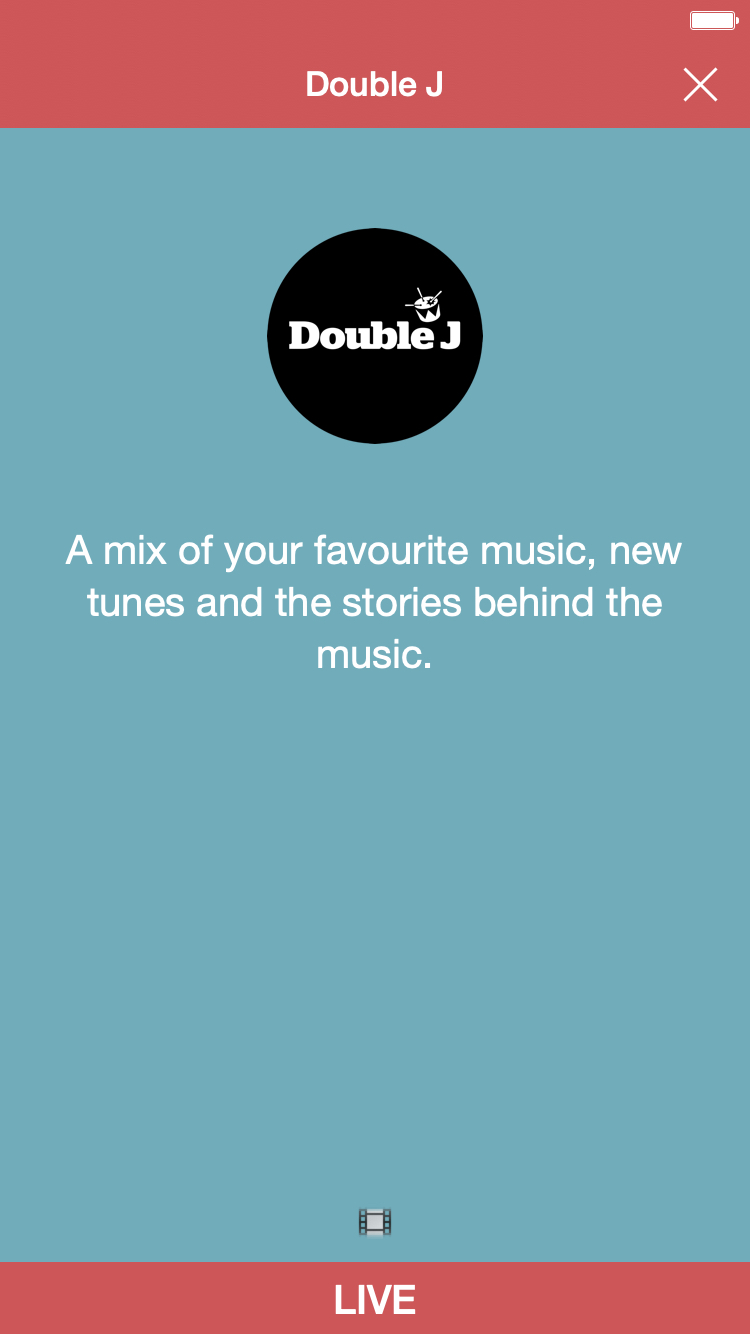 Double J
Double J
A mix of your favourite music, new
tunes and the stories behind the
music.
LIVE